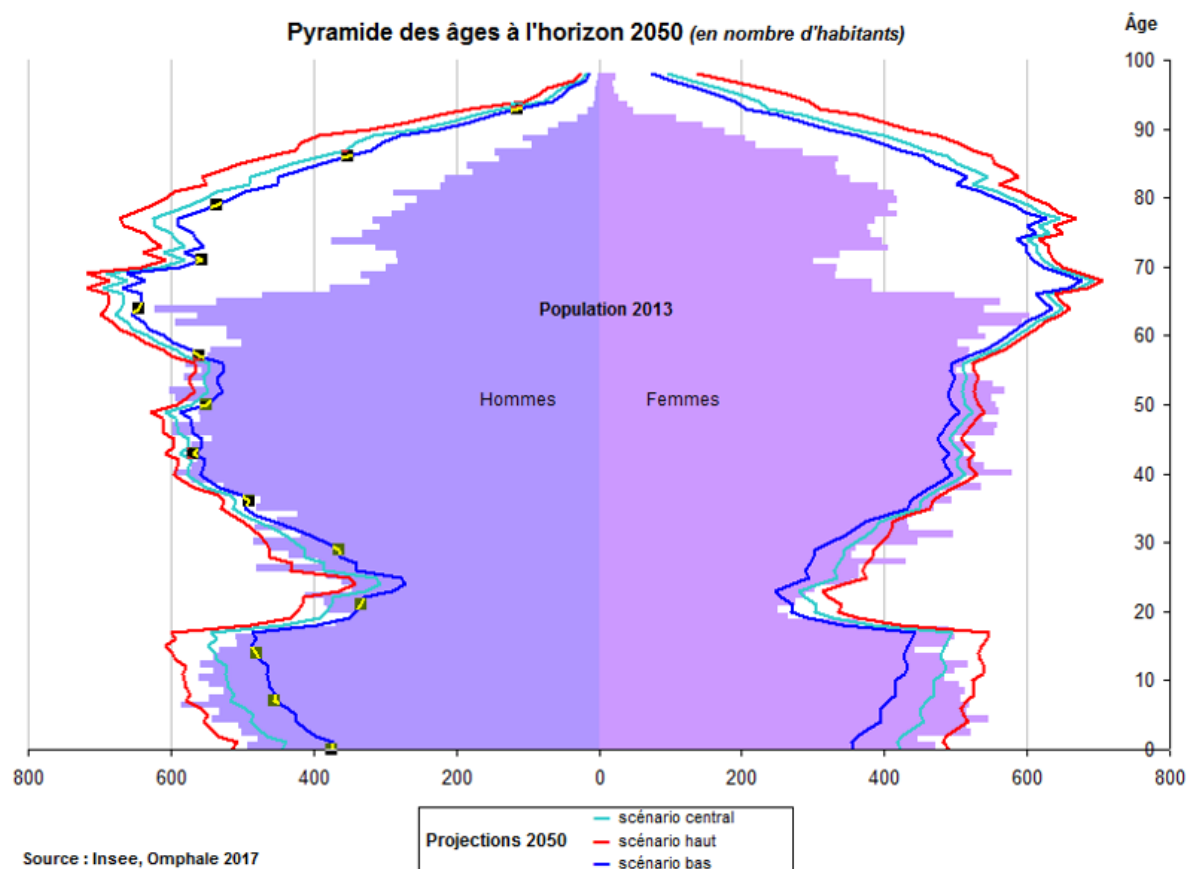 Pyramide des âges à l'horizon 2050 (en nombre d'habitants)
Âge
100
90
80
70
60
50
40
30
20
10
0
Population 2013
Hommes Femmes
800 600 400 200 0 200 400 600 800
Projections 2050
scénario central
scénario haut
scénario bas
Source : Insee, Omphale 2017